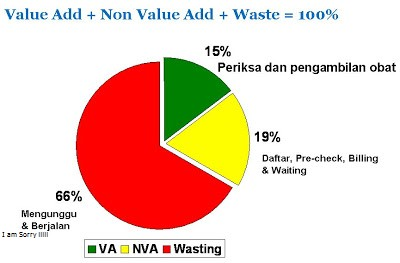 Value Add + Non Value Add + Waste = 100%
15%
Periksa dan pengambilan obat
19%
Daftar, Pre-check, Billing
& Waiting
66%
Mengunggu
& Berjalan
I am Sorry iiiii
VA NVA Wasting